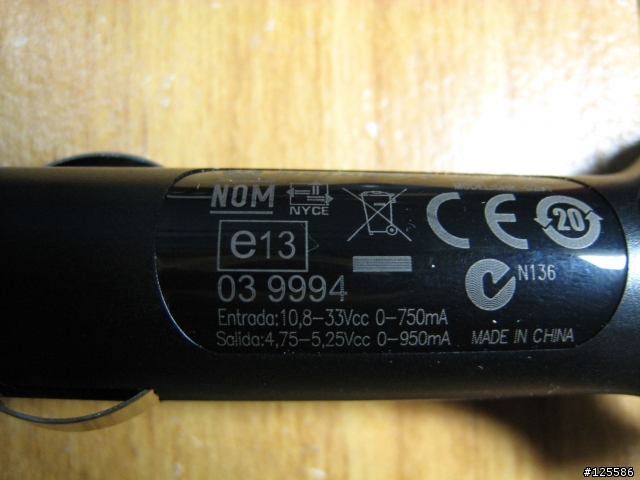 NOM NYCE CE 20
e13 N136
03 9994
Entrada:10,8-33Vcc 0-750mA
Salida:4,75-5,25Vcc 0-950mA MADE IN CHINA
#125586